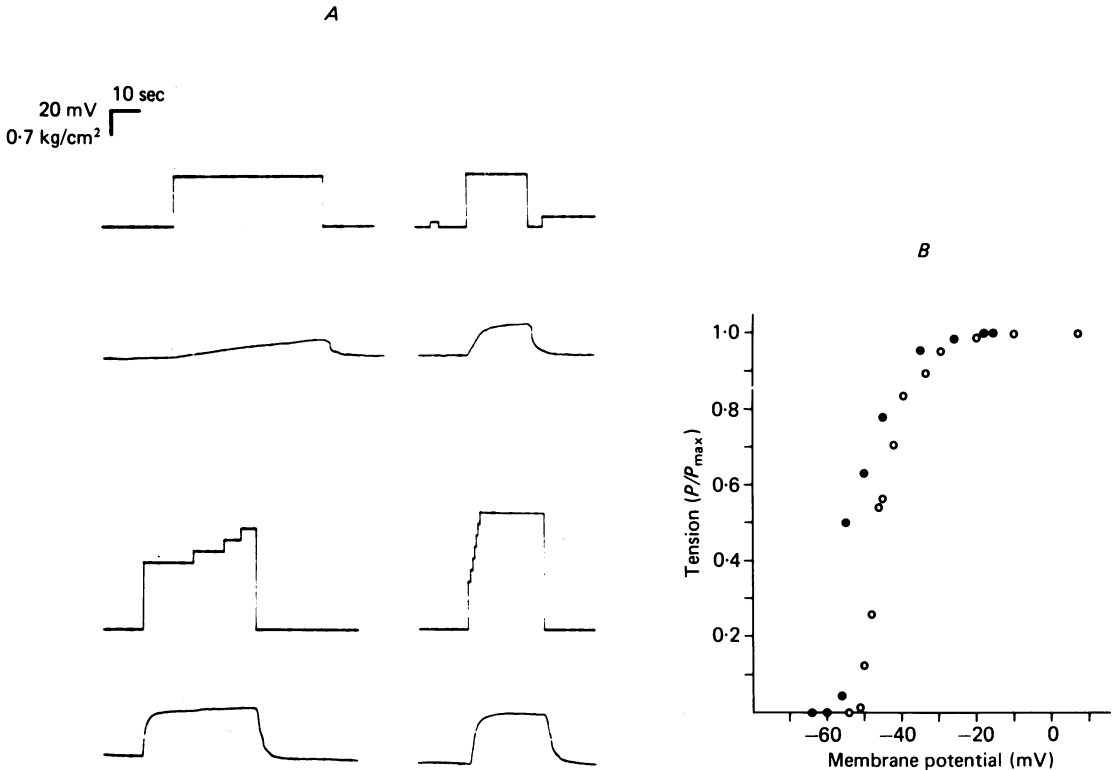 A
10 sec
20 mV
0·7 kg/cm²
B
1·0
0·8
0·6
0·4
0·2
Tension (P/Pmax)
−60 −40 −20 0
Membrane potential (mV)